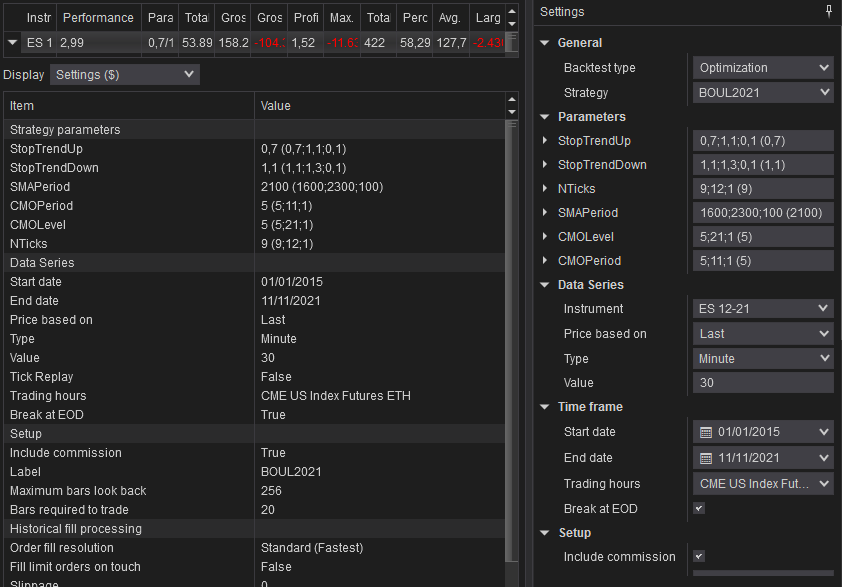 Instr Performance Para Total Gros Gros Profi Max. Total Perc Avg. Larg
ES 1 2,99 0,7/1 53.89 158.2 -104. 1,52 -11.6 422 58,29 127,7 -2.43
Display Settings ($)
Item Value
Strategy parameters
StopTrendUp 0,7 (0,7;1,1;0,1)
StopTrendDown 1,1 (1,1;1,3;0,1)
SMAPeriod 2100 (1600;2300;100)
CMOPeriod 5 (5;11;1)
CMOLevel 5 (5;21;1)
NTicks 9 (9;12;1)
Data Series
Start date 01/01/2015
End date 11/11/2021
Price based on Last
Type Minute
Value 30
Tick Replay False
Trading hours CME US Index Futures ETH
Break at EOD True
Setup
Include commission True
Label BOUL2021
Maximum bars look back 256
Bars required to trade 20
Historical fill processing
Order fill resolution Standard (Fastest)
Fill limit orders on touch False
Slippage 0
Settings
General
Backtest type Optimization
Strategy BOUL2021
Parameters
StopTrendUp 0,7;1,1;0,1 (0,7)
StopTrendDown 1,1;1,3;0,1 (1,1)
NTicks 9;12;1 (9)
SMAPeriod 1600;2300;100 (2100)
CMOLevel 5;21;1 (5)
CMOPeriod 5;11;1 (5)
Data Series
Instrument ES 12-21
Price based on Last
Type Minute
Value 30
Time frame
Start date 01/01/2015
End date 11/11/2021
Trading hours CME US Index Fut...
Break at EOD
Setup
Include commission